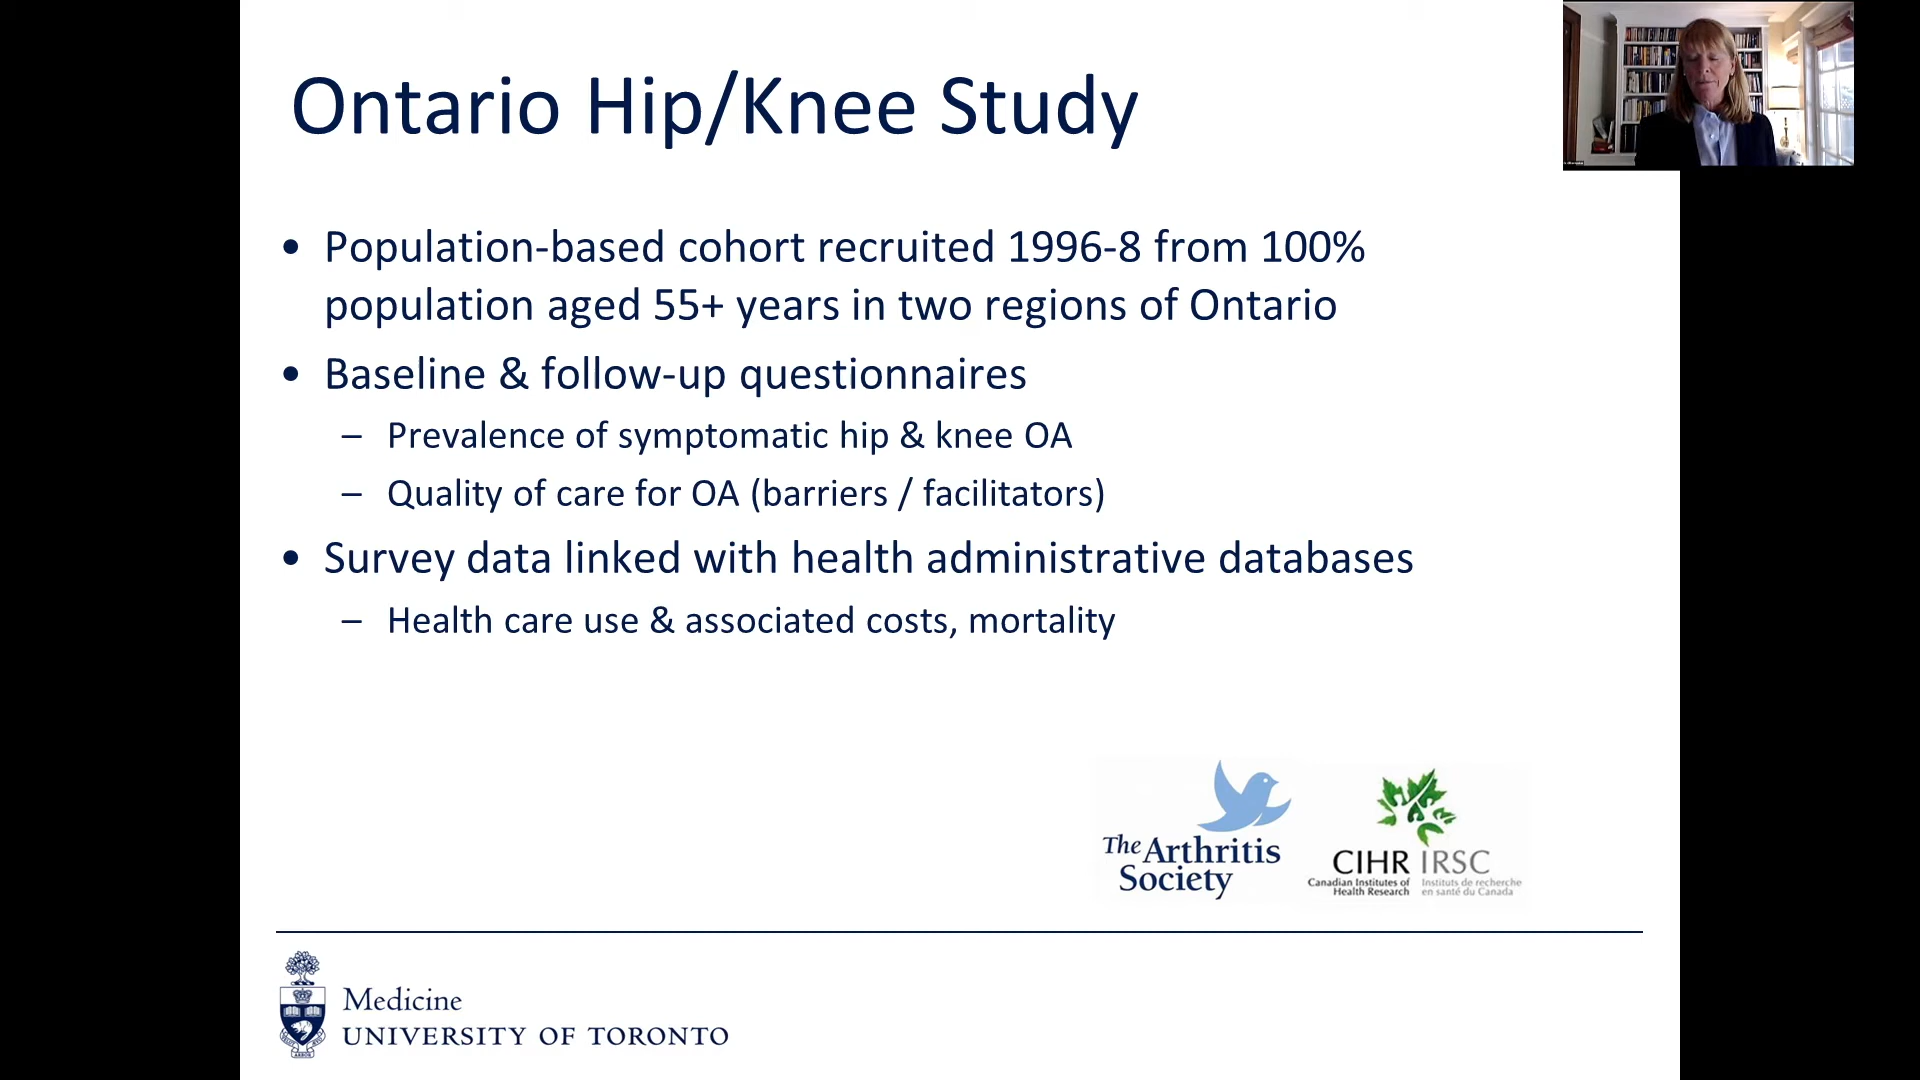 Ontario Hip/Knee Study
• Population-based cohort recruited 1996-8 from 100%
population aged 55+ years in two regions of Ontario
• Baseline & follow-up questionnaires
– Prevalence of symptomatic hip & knee OA
– Quality of care for OA (barriers / facilitators)
• Survey data linked with health administrative databases
– Health care use & associated costs, mortality
The Arthritis
Society
CIHR IRSC
Canadian Institutes of Instituts de recherche
Health Research en santé du Canada
Medicine
UNIVERSITY OF TORONTO